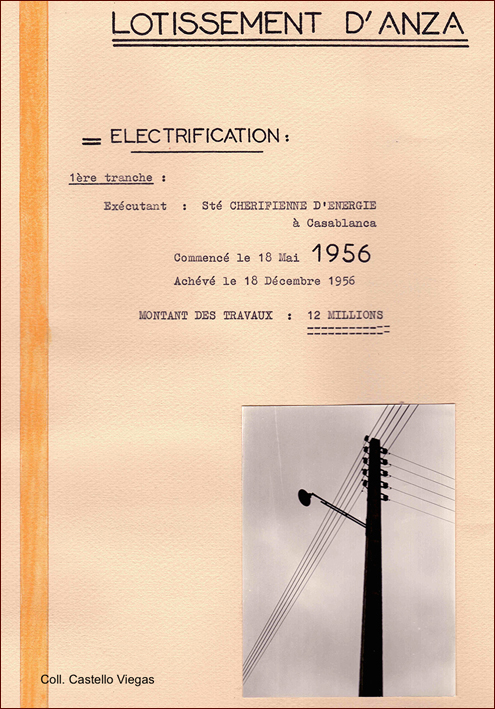 LOTISSEMENT D'ANZA
= ELECTRIFICATION:
1ère tranche :
Exécutant : Sté CHERIFIENNE D'ENERGIE
à Casablanca
Commencé le 18 Mai 1956
Achévé le 18 Décembre 1956
MONTANT DES TRAVAUX : 12 MILLIONS
Coll. Castello Viegas